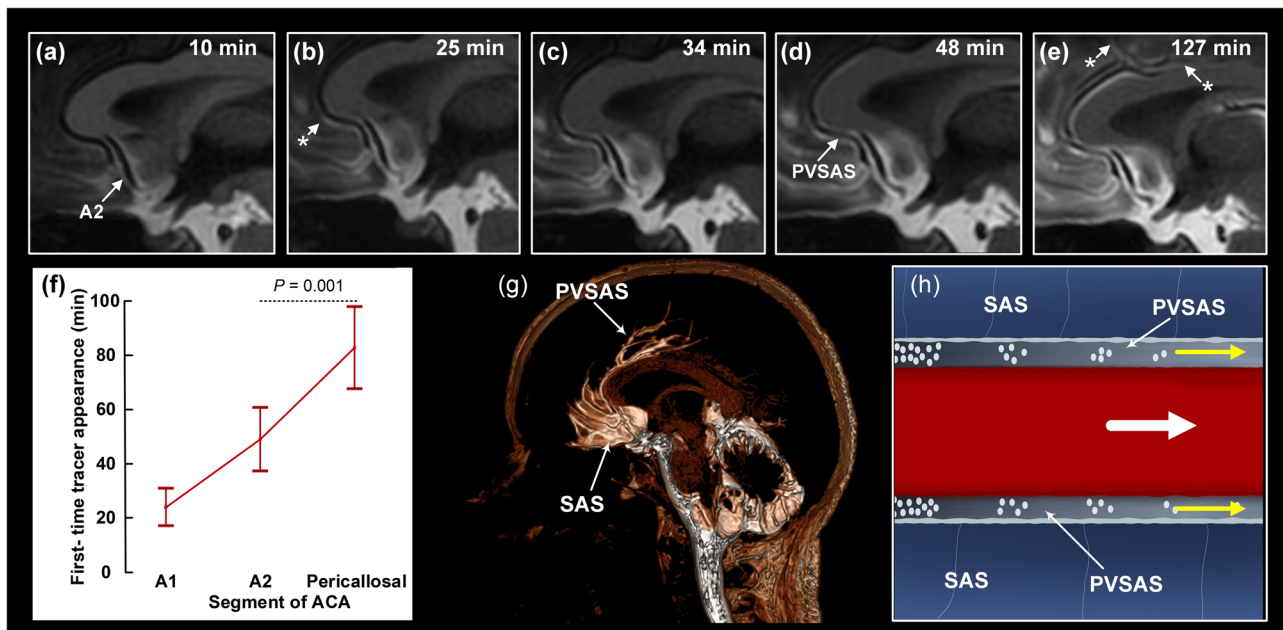 (a) 10 min
A2
(b) 25 min
*
(c) 34 min
(d) 48 min
PVSAS
(e) 127 min
*
*
(f)
P = 0.001
First- time tracer appearance (min)
100
80
60
40
20
0
A1 A2 Pericallosal
Segment of ACA
(g)
PVSAS
SAS
(h)
SAS
PVSAS
SAS
PVSAS